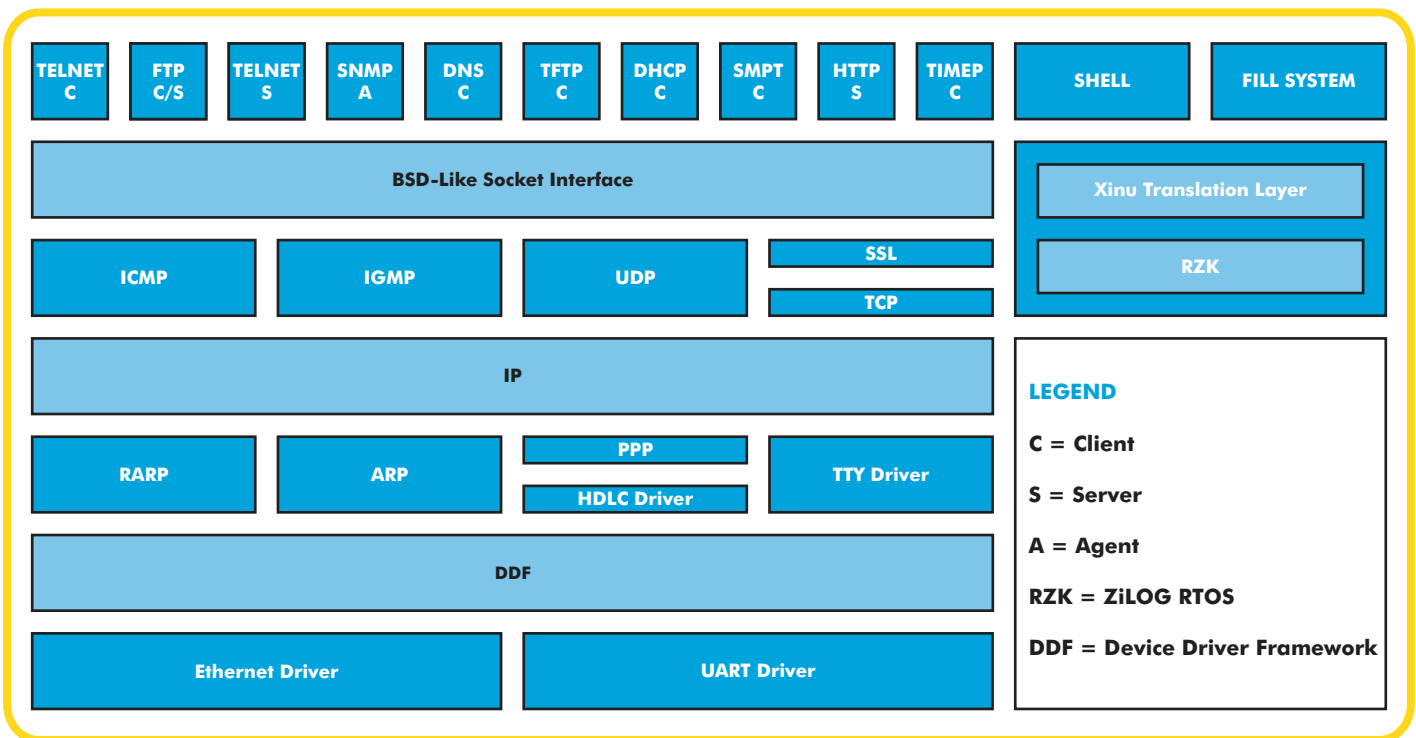 TELNET
C
FTP
C/S
TELNET
S
SNMP
A
DNS
C
TFTP
C
DHCP
C
SMPT
C
HTTP
S
TIMEP
C
SHELL
FILL SYSTEM
BSD-Like Socket Interface
Xinu Translation Layer
RZK
ICMP
IGMP
UDP
SSL
TCP
IP
RARP
ARP
PPP
HDLC Driver
TTY Driver
DDF
Ethernet Driver
UART Driver
LEGEND
C = Client
S = Server
A = Agent
RZK = ZiLOG RTOS
DDF = Device Driver Framework